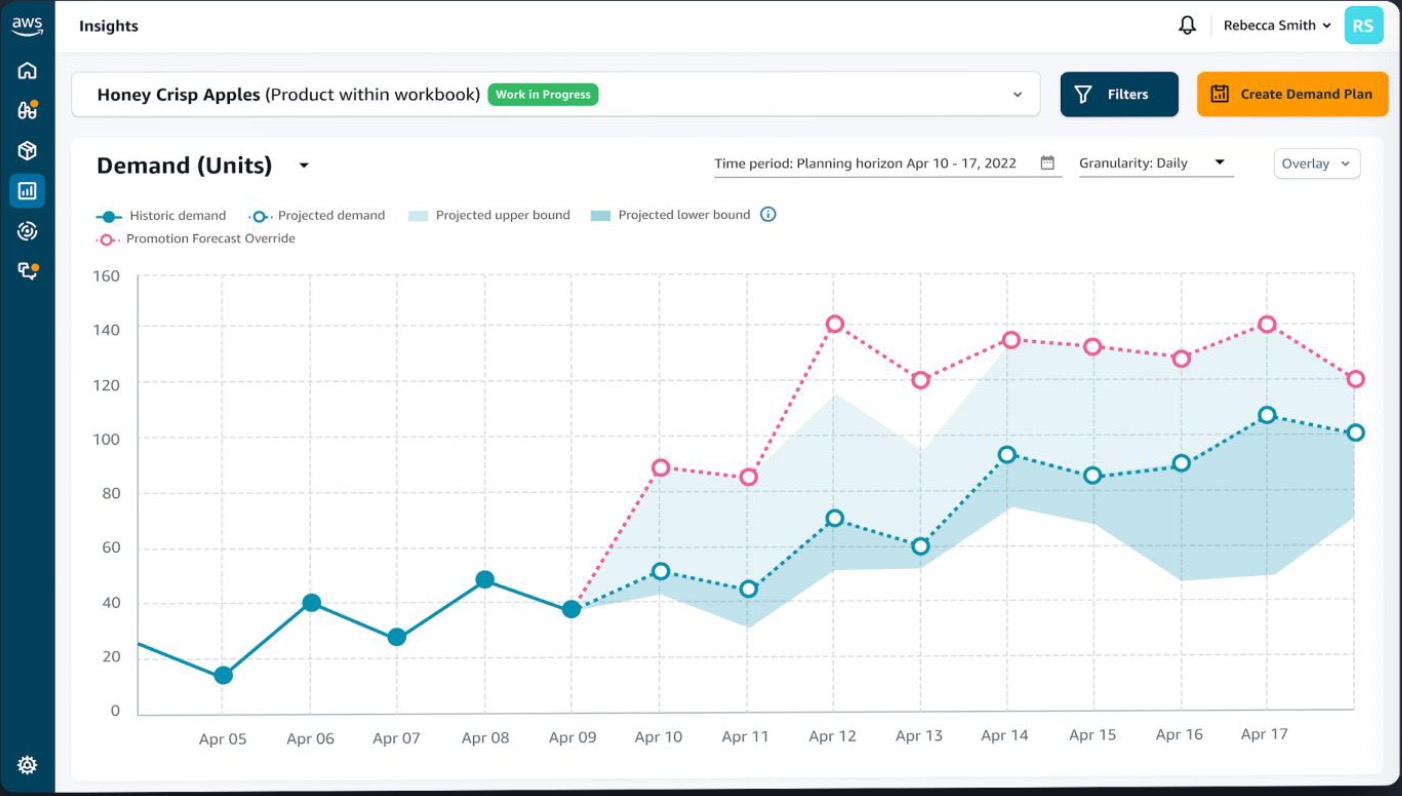 aws
Insights
Rebecca Smith
RS
Honey Crisp Apples (Product within workbook) Work in Progress
Filters
Create Demand Plan
Demand (Units)
Time period: Planning horizon Apr 10 - 17, 2022
Granularity: Daily
Overlay
Historic demand
Projected demand
Projected upper bound
Projected lower bound
Promotion Forecast Override
160
140
120
100
80
60
40
20
0
Apr 05
Apr 06
Apr 07
Apr 08
Apr 09
Apr 10
Apr 11
Apr 12
Apr 13
Apr 14
Apr 15
Apr 16
Apr 17